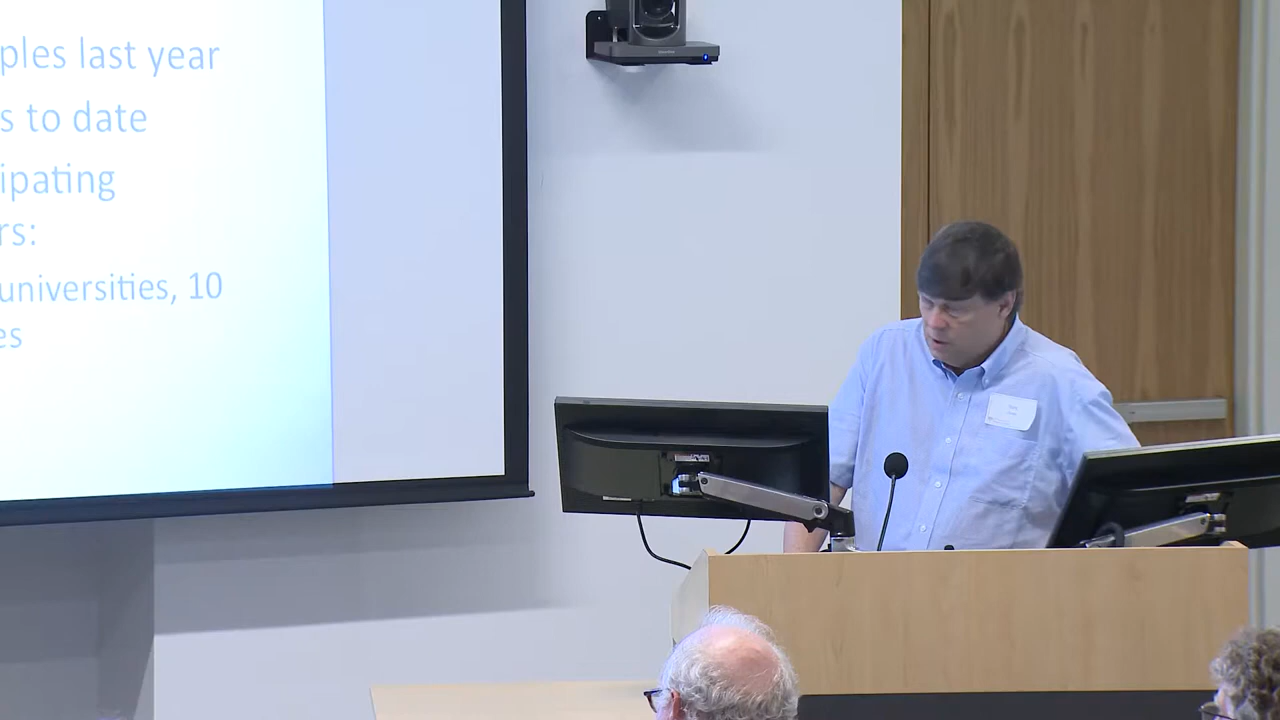 ples last year
s to date
ipating
rs:
universities, 10
es